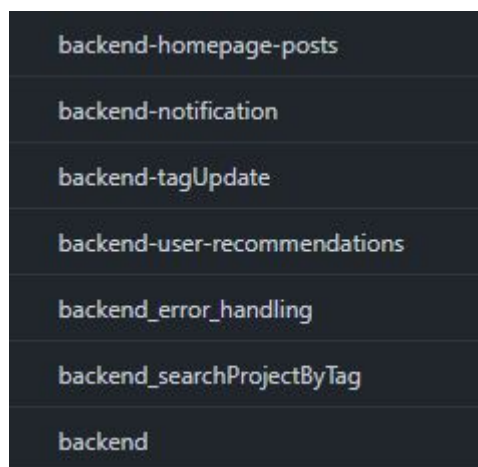 backend-homepage-posts
backend-notification
backend-tagUpdate
backend-user-recommendations
backend_error_handling
backend_searchProjectByTag
backend